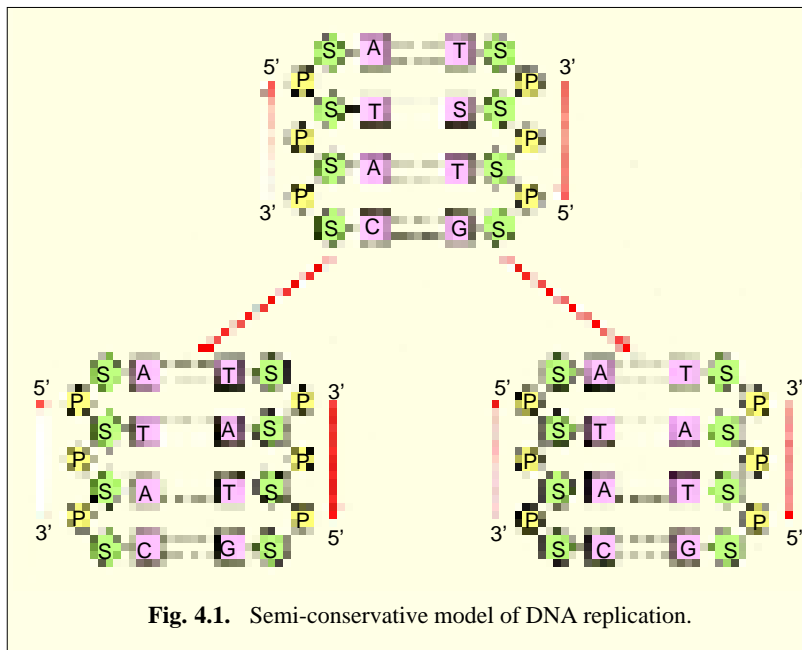 S A T S
5’ P P 3’
S T S S
P P
S A T S
3’ P P 5’
S C G S
S A T S S A T S
5’ P P 3’ 5’ P P 3’
S T A S S T A S
P P P P
S A T S S A T S
3’ P P 5’ 3’ P P 5’
S C G S S C G S
Fig. 4.1. Semi-conservative model of DNA replication.